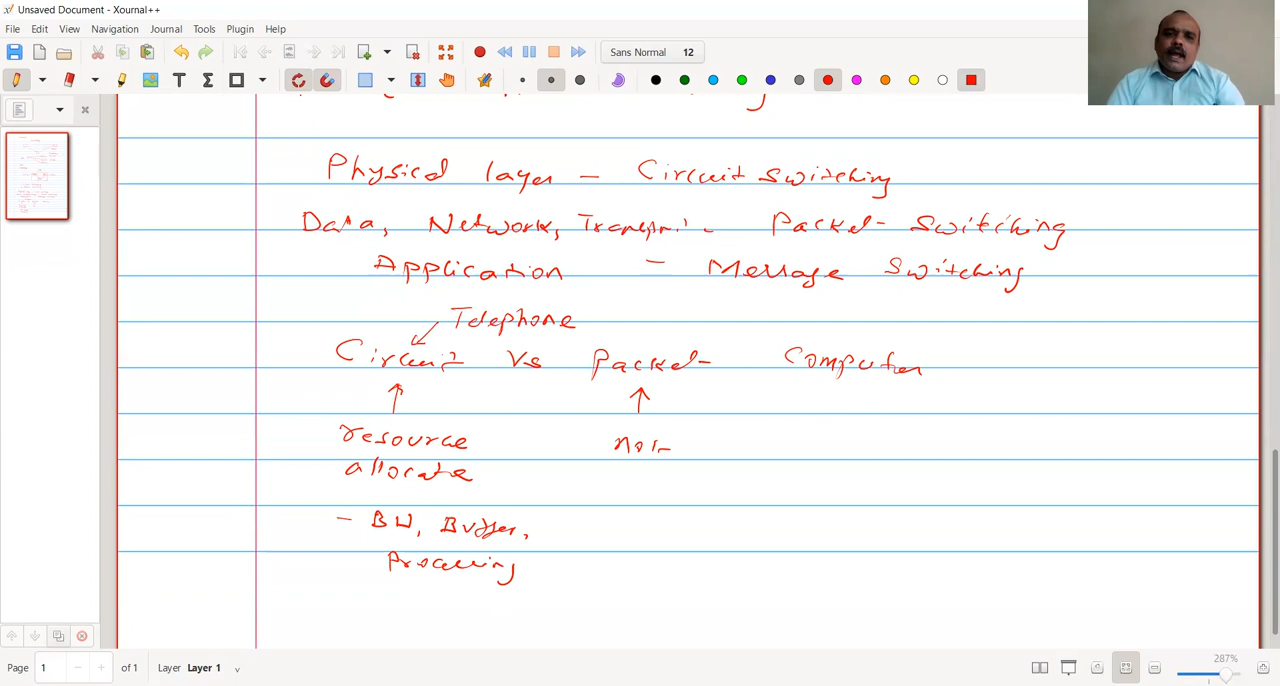 Unsaved Document - Xournal++
File Edit View Navigation Journal Tools Plugin Help
Sans Normal 12
Physical layer - Circuit switching
Data, Network, - Packet Switching
Application - Message Switching
Telephone
Circuit Vs Packet Computer
resource not
allocate
- BW, Buffer,
Processing
Page 1 of 1 Layer Layer 1
287%